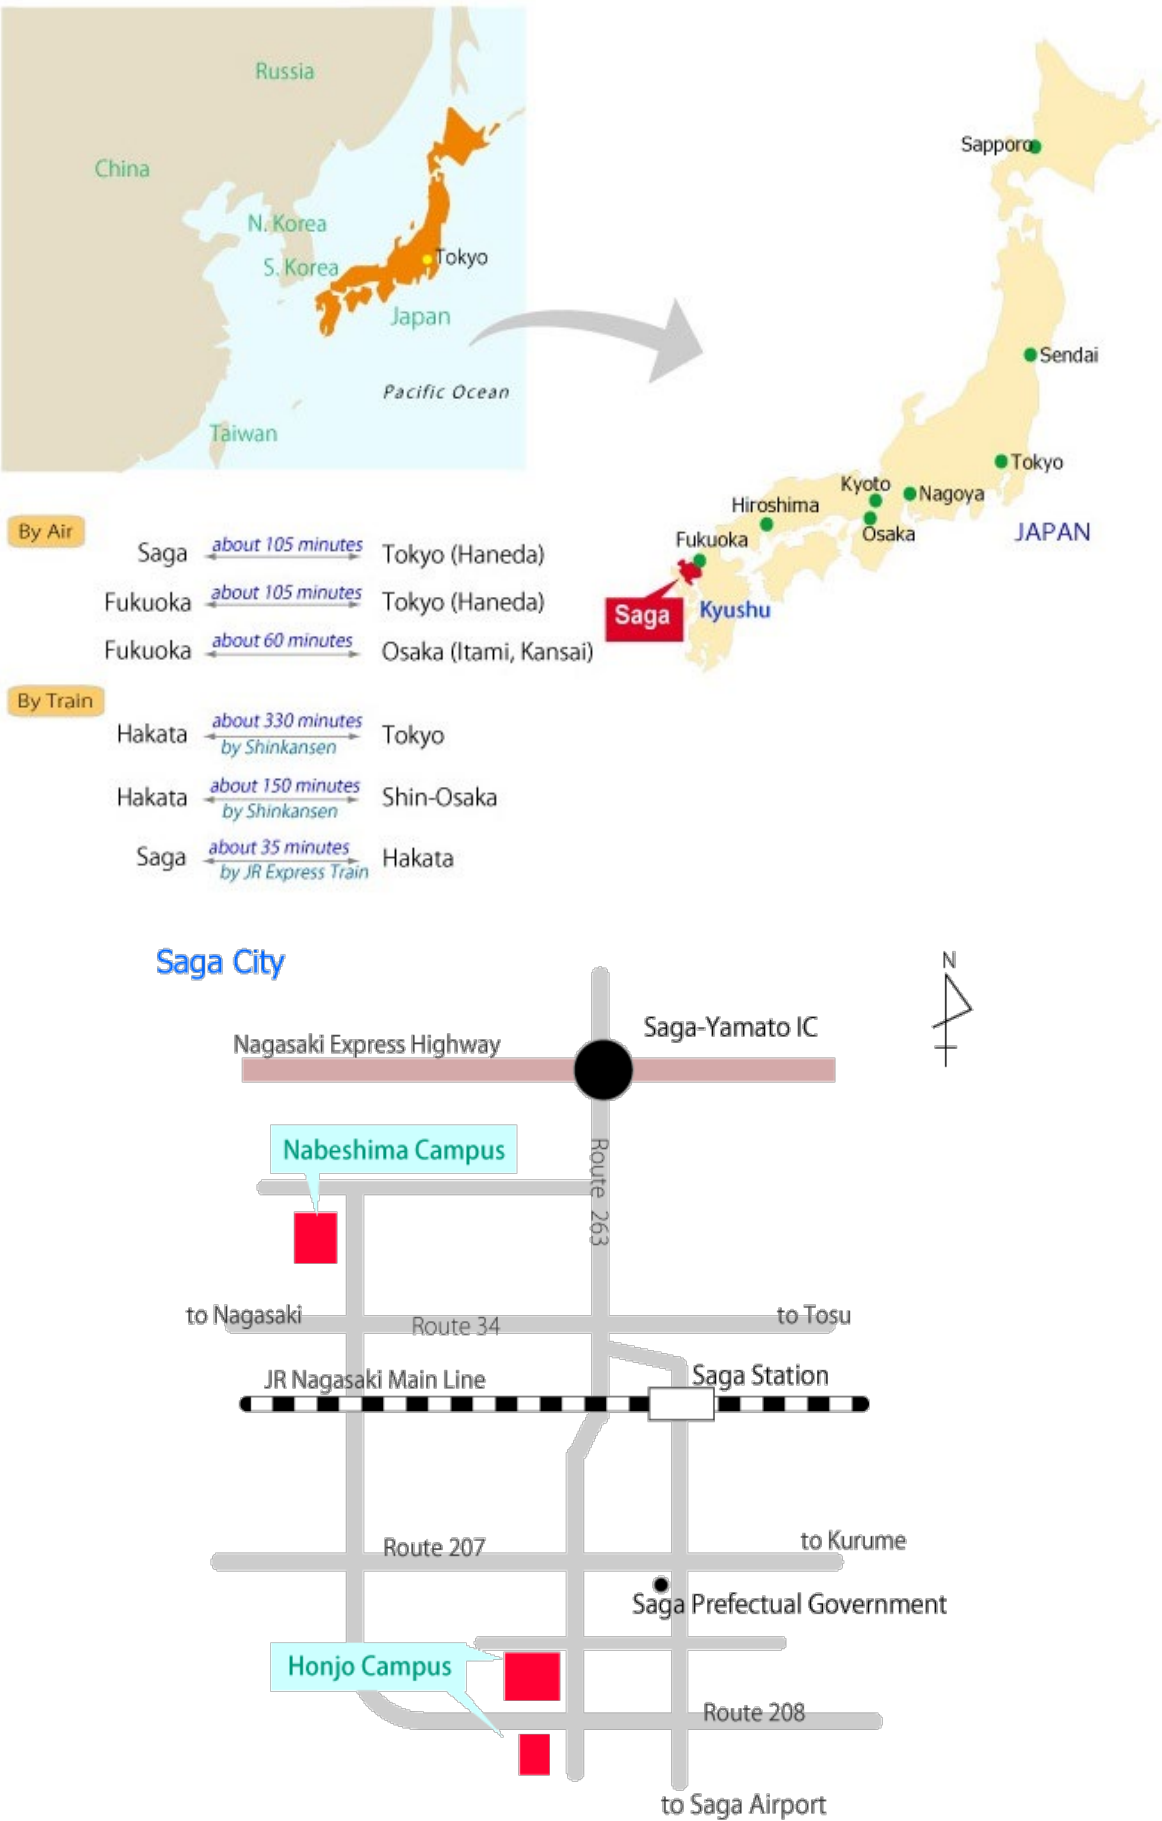 Russia
China
N. Korea
S. Korea
Tokyo
Japan
Pacific Ocean
Taiwan
Sapporo
Sendai
Tokyo
Kyoto
Nagoya
Hiroshima
Osaka
Fukuoka
JAPAN
Saga
Kyushu
By Air
Saga about 105 minutes Tokyo (Haneda)
Fukuoka about 105 minutes Tokyo (Haneda)
Fukuoka about 60 minutes Osaka (Itami, Kansai)
By Train
Hakata about 330 minutes Tokyo
by Shinkansen
Hakata about 150 minutes Shin-Osaka
by Shinkansen
Saga about 35 minutes Hakata
by JR Express Train
Saga City
N
Saga-Yamato IC
Nagasaki Express Highway
Nabeshima Campus
Route 263
to Nagasaki
Route 34
to Tosu
JR Nagasaki Main Line
Saga Station
Route 207
to Kurume
Saga Prefectual Government
Honjo Campus
Route 208
to Saga Airport